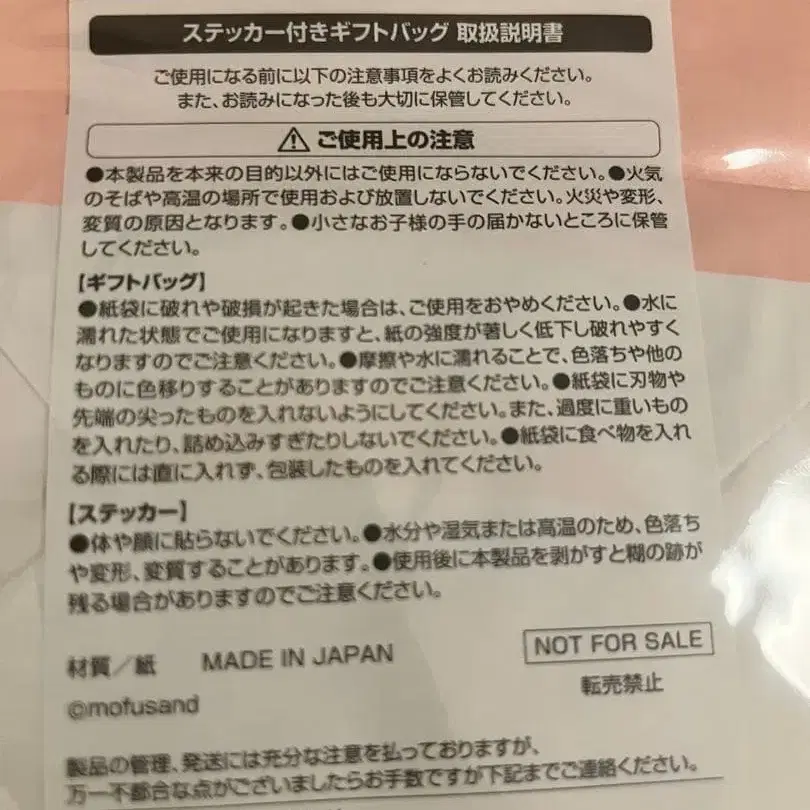 ステッカー付きギフトバッグ 取扱説明書
ご使用になる前に以下の注意事項をよくお読みください。
また、お読みになった後も大切に保管してください。
⚠ ご使用上の注意
●本製品を本来の目的以外にはご使用にならないでください。●火気
のそばや高温の場所で使用および放置しないでください。火災や変形、
変質の原因となります。●小さなお子様の手の届かないところに保管
してください。
【ギフトバッグ】
●紙袋に破れや破損が起きた場合は、ご使用をおやめください。●水に
濡れた状態でご使用になりますと、紙の強度が著しく低下し破れやすく
なりますのでご注意ください。●摩擦や水に濡れることで、色落ちや他の
ものに色移りすることがありますのでご注意ください。●紙袋に刃物や
先端の尖ったものを入れないようにしてください。また、過度に重いもの
を入れたり、詰め込みすぎたりしないでください。●紙袋に食べ物を入れ
る際には直に入れず、包装したものを入れてください。
【ステッカー】
●体や顔に貼らないでください。●水分や湿気または高温のため、色落ち
や変形、変質することがあります。●使用後に本製品を剥がすと糊の跡が
残る場合がありますのでご注意ください。
材質／紙 MADE IN JAPAN
NOT FOR SALE
転売禁止
©mofusand
製品の管理、発送には充分な注意を払っておりますが、
万一不都合な点がございましたらお手数ですが下記までご連絡ください。